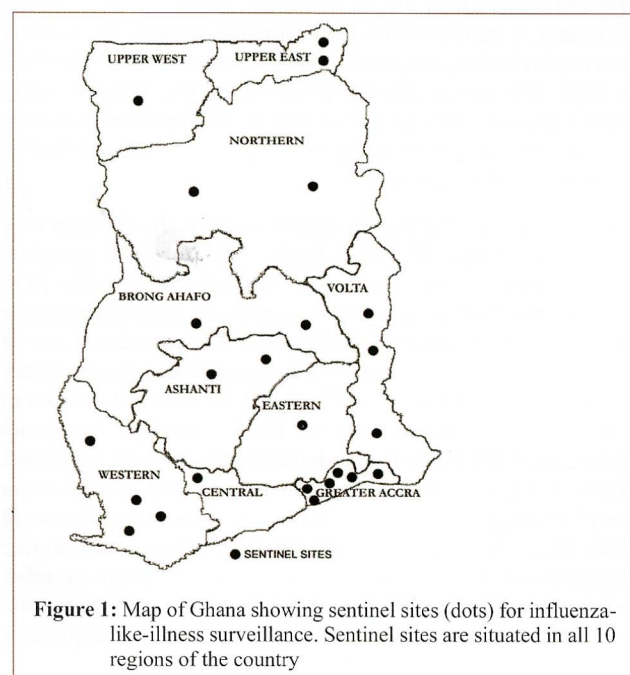 UPPER WEST
UPPER EAST
NORTHERN
BRONG AHAFO
VOLTA
ASHANTI
EASTERN
WESTERN
CENTRAL
GREATER ACCRA
SENTINEL SITES
Figure 1: Map of Ghana showing sentinel sites (dots) for influenza-
like-illness surveillance. Sentinel sites are situated in all 10
regions of the country